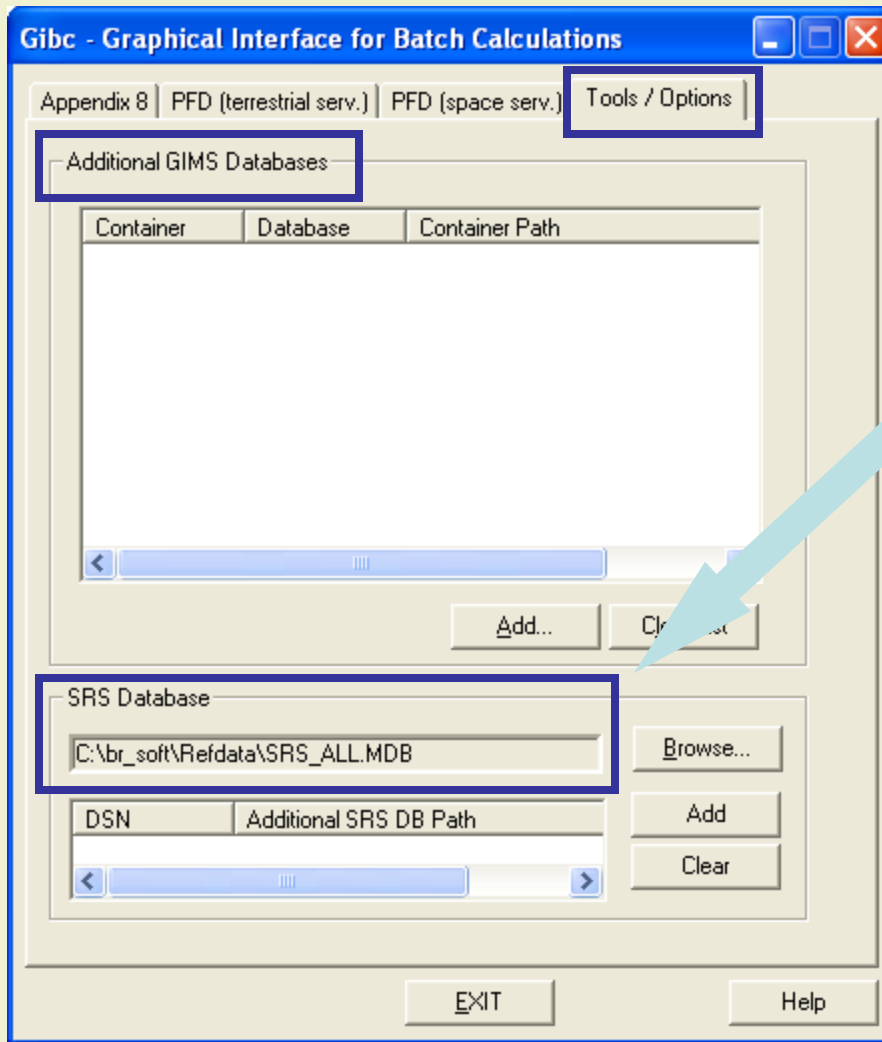 Gibc - Graphical Interface for Batch Calculations
Appendix 8 PFD (terrestrial serv.) PFD (space serv.) Tools / Options
Additional GIMS Databases
Container Database Container Path
Add...
SRS Database
C:\br_soft\Refdata\SRS_ALL.MDB
Browse...
DSN Additional SRS DB Path
Add
Clear
EXIT Help